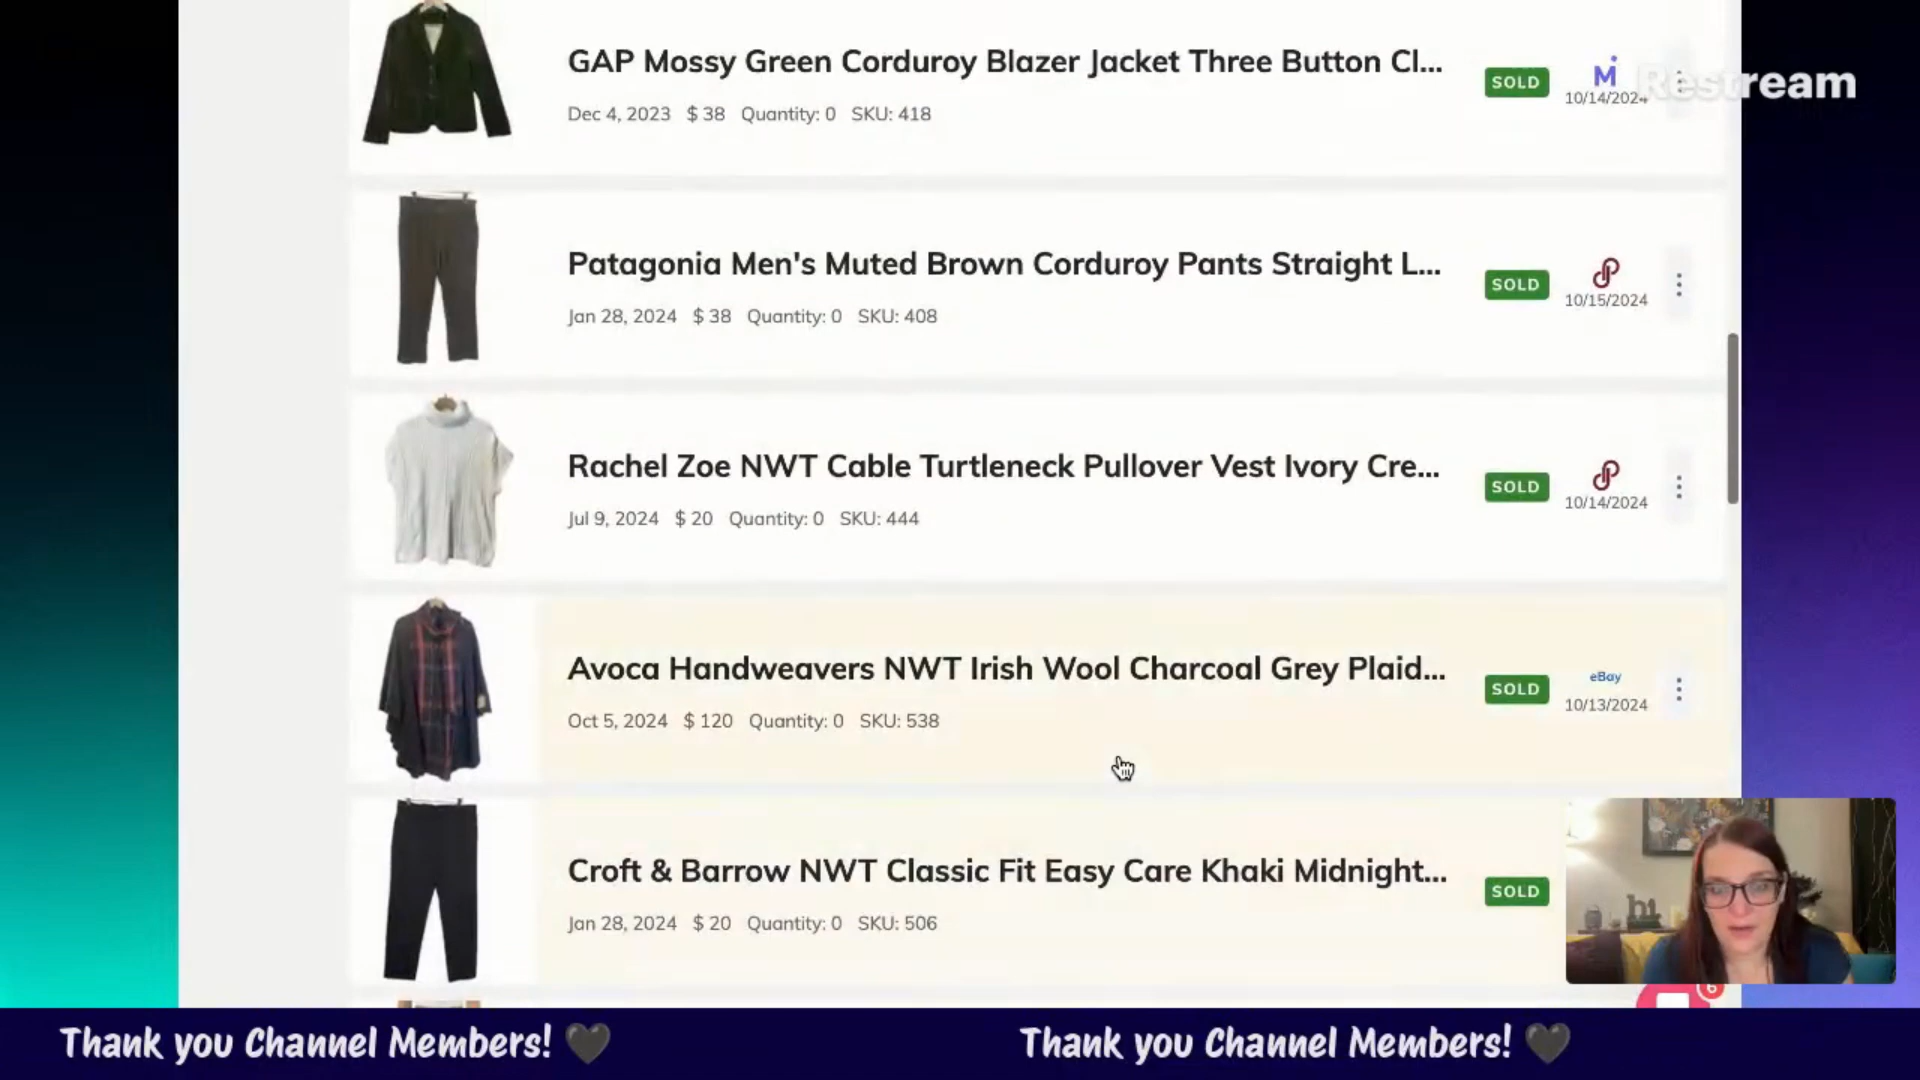 GAP Mossy Green Corduroy Blazer Jacket Three Button Cl...
Dec 4, 2023 $ 38 Quantity: 0 SKU: 418
SOLD
10/14/2024
Restream
Patagonia Men's Muted Brown Corduroy Pants Straight L...
Jan 28, 2024 $ 38 Quantity: 0 SKU: 408
SOLD
10/15/2024
Rachel Zoe NWT Cable Turtleneck Pullover Vest Ivory Cre...
Jul 9, 2024 $ 20 Quantity: 0 SKU: 444
SOLD
10/14/2024
Avoca Handweavers NWT Irish Wool Charcoal Grey Plaid...
Oct 5, 2024 $ 120 Quantity: 0 SKU: 538
SOLD
eBay
10/13/2024
Croft & Barrow NWT Classic Fit Easy Care Khaki Midnight...
Jan 28, 2024 $ 20 Quantity: 0 SKU: 506
SOLD
hi
6
Thank you Channel Members! 🖤
Thank you Channel Members! 🖤